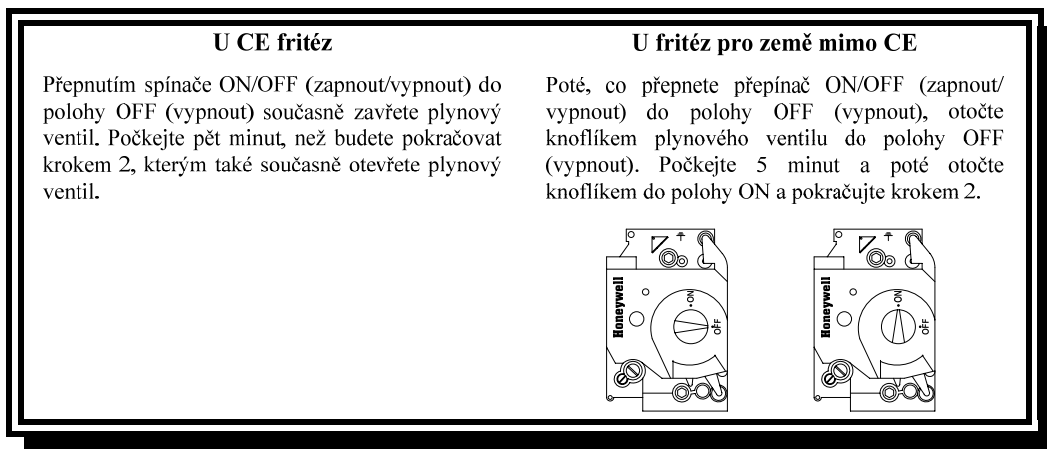 U CE fritéz
Přepnutím spínače ON/OFF (zapnout/vypnout) do
polohy OFF (vypnout) současně zavřete plynový
ventil. Počkejte pět minut, než budete pokračovat
krokem 2, kterým také současně otevřete plynový
ventil.
U fritéz pro země mimo CE
Poté, co přepnete přepínač ON/OFF (zapnout/
vypnout) do polohy OFF (vypnout), otočte
knoflíkem plynového ventilu do polohy OFF
(vypnout). Počkejte 5 minut a poté otočte
knoflíkem do polohy ON a pokračujte krokem 2.
Honeywell
ON
OFF
Honeywell
ON
OFF